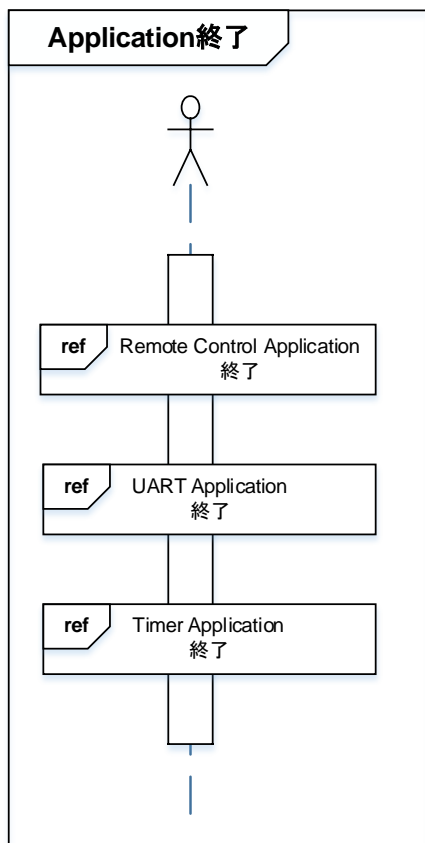 Application終了
ref
Remote Control Application
終了
ref
UART Application
終了
ref
Timer Application
終了